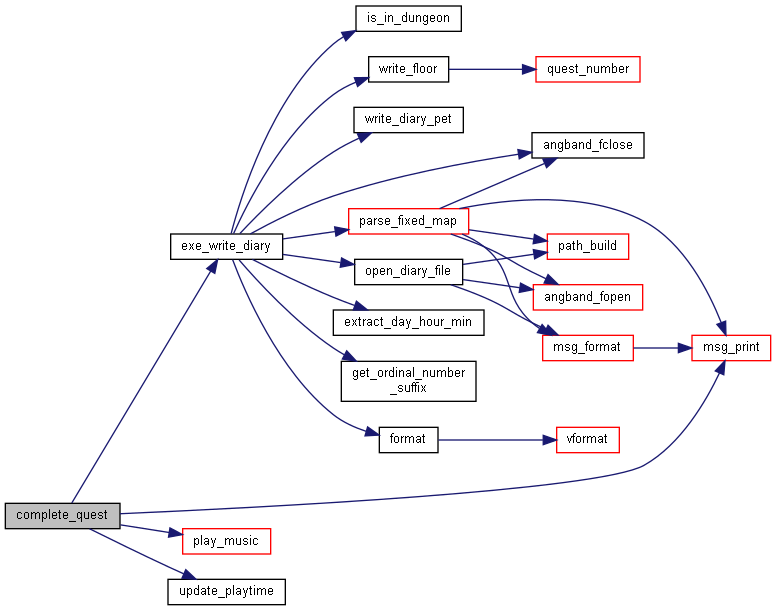 is_in_dungeon
write_floor
quest_number
write_diary_pet
angband_fclose
parse_fixed_map
exe_write_diary
path_build
open_diary_file
angband_fopen
extract_day_hour_min
msg_format
msg_print
get_ordinal_number
_suffix
format
vformat
complete_quest
play_music
update_playtime